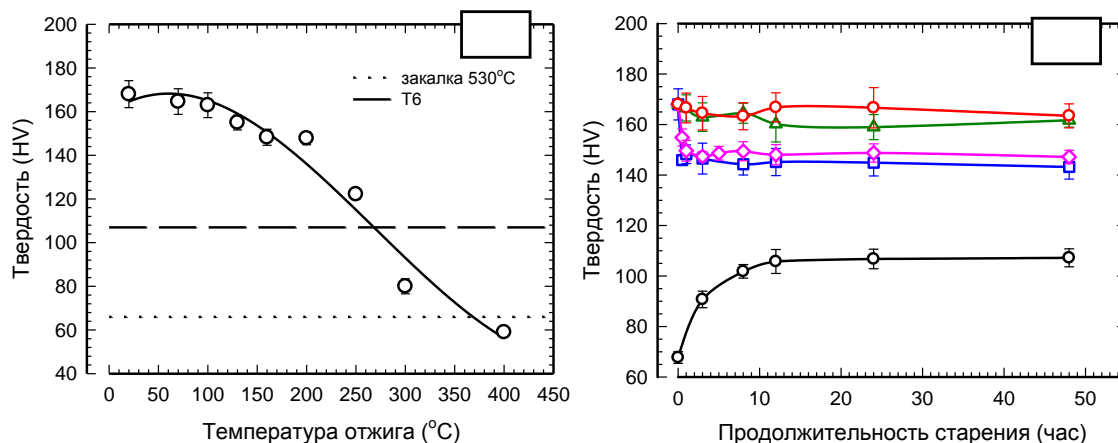 Твердость (HV)
200
180
160
140
120
100
80
60
40
закалка 530°C
T6
0 50 100 150 200 250 300 350 400 450
Температура отжига (°C)
Твердость (HV)
200
180
160
140
120
100
80
60
0 10 20 30 40 50
Продолжительность старения (час)